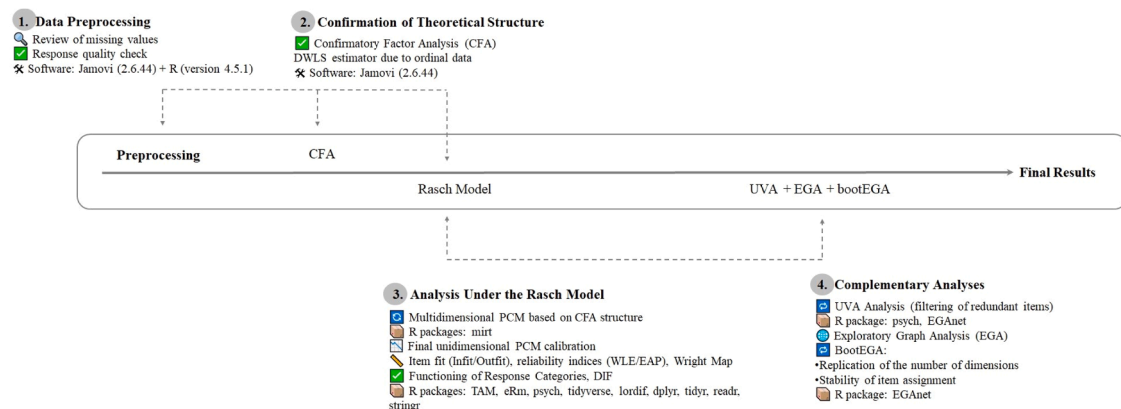 1. Data Preprocessing
Review of missing values
Response quality check
Software: Jamovi (2.6.44) + R (version 4.5.1)
2. Confirmation of Theoretical Structure
Confirmatory Factor Analysis (CFA)
DWLS estimator due to ordinal data
Software: Jamovi (2.6.44)
Preprocessing
CFA
Final Results
Rasch Model
UVA + EGA + bootEGA
3. Analysis Under the Rasch Model
Multidimensional PCM based on CFA structure
R packages: mirt
Final unidimensional PCM calibration
Item fit (Infit/Outfit), reliability indices (WLE/EAP), Wright Map
Functioning of Response Categories, DIF
R packages: TAM, eRm, psych, tidyverse, lordif, dplyr, tidyr, readr,
stringr
4. Complementary Analyses
UVA Analysis (filtering of redundant items)
R package: psych, EGAnet
Exploratory Graph Analysis (EGA)
BootEGA:
•Replication of the number of dimensions
•Stability of item assignment
R package: EGAnet